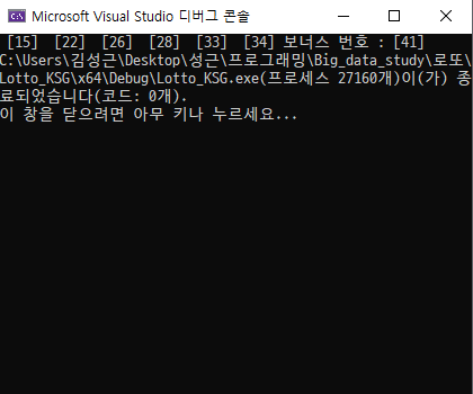 Microsoft Visual Studio 디버그 콘솔
[15] [22] [26] [28] [33] [34] 보너스 번호 : [41]
C:\Users\김성근\Desktop\성근\프로그래밍\Big_data_study\로또\
Lotto_KSG\x64\Debug\Lotto_KSG.exe(프로세스 27160개)이(가) 종
료되었습니다(코드: 0개).
이 창을 닫으려면 아무 키나 누르세요...